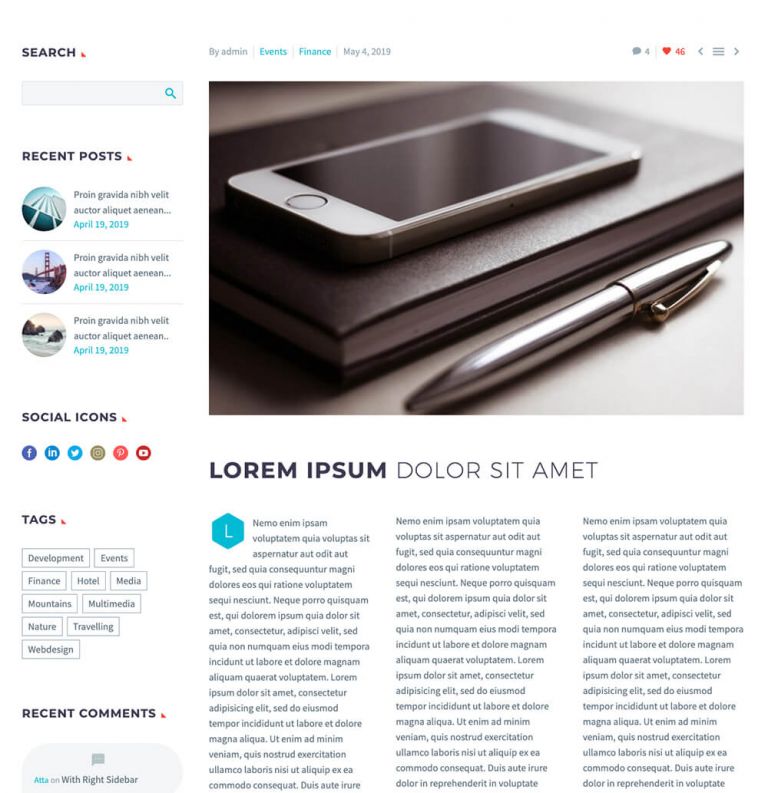 SEARCH
RECENT POSTS
Proin gravida nibh velit
auctor aliquet aenean...
April 19, 2019
Proin gravida nibh velit
auctor aliquet aenean...
April 19, 2019
Proin gravida nibh velit
auctor aliquet aenean..
April 19, 2019
SOCIAL ICONS
TAGS
Development Events
Finance Hotel Media
Mountains Multimedia
Nature Travelling
Webdesign
RECENT COMMENTS
Atta on With Right Sidebar
By admin Events Finance May 4, 2019 4 46
LOREM IPSUM DOLOR SIT AMET
L
Nemo enim ipsam
voluptatem quia voluptas sit
aspernatur aut odit aut
fugit, sed quia consequuntur magni
dolores eos qui ratione voluptatem
sequi nesciunt. Neque porro quisquam
est, qui dolorem ipsum quia dolor sit
amet, consectetur, adipisci velit, sed
quia non numquam eius modi tempora
incidunt ut labore et dolore magnam
aliquam quaerat voluptatem. Lorem
ipsum dolor sit amet, consectetur
adipisicing elit, sed do eiusmod
tempor incididunt ut labore et dolore
magna aliqua. Ut enim ad minim
veniam, quis nostrud exercitation
ullamco laboris nisi ut aliquip ex ea
commodo consequat. Duis aute irure
Nemo enim ipsam voluptatem quia
voluptas sit aspernatur aut odit aut
fugit, sed quia consequuntur magni
dolores eos qui ratione voluptatem
sequi nesciunt. Neque porro quisquam
est, qui dolorem ipsum quia dolor sit
amet, consectetur, adipisci velit, sed
quia non numquam eius modi tempora
incidunt ut labore et dolore magnam
aliquam quaerat voluptatem. Lorem
ipsum dolor sit amet, consectetur
adipisicing elit, sed do eiusmod
tempor incididunt ut labore et dolore
magna aliqua. Ut enim ad minim
veniam, quis nostrud exercitation
ullamco laboris nisi ut aliquip ex ea
commodo consequat. Duis aute irure
dolor in reprehenderit in voluptate
Nemo enim ipsam voluptatem quia
voluptas sit aspernatur aut odit aut
fugit, sed quia consequuntur magni
dolores eos qui ratione voluptatem
sequi nesciunt. Neque porro quisquam
est, qui dolorem ipsum quia dolor sit
amet, consectetur, adipisci velit, sed
quia non numquam eius modi tempora
incidunt ut labore et dolore magnam
aliquam quaerat voluptatem. Lorem
ipsum dolor sit amet, consectetur
adipisicing elit, sed do eiusmod
tempor incididunt ut labore et dolore
magna aliqua. Ut enim ad minim
veniam, quis nostrud exercitation
ullamco laboris nisi ut aliquip ex ea
commodo consequat. Duis aute irure
dolor in reprehenderit in voluptate